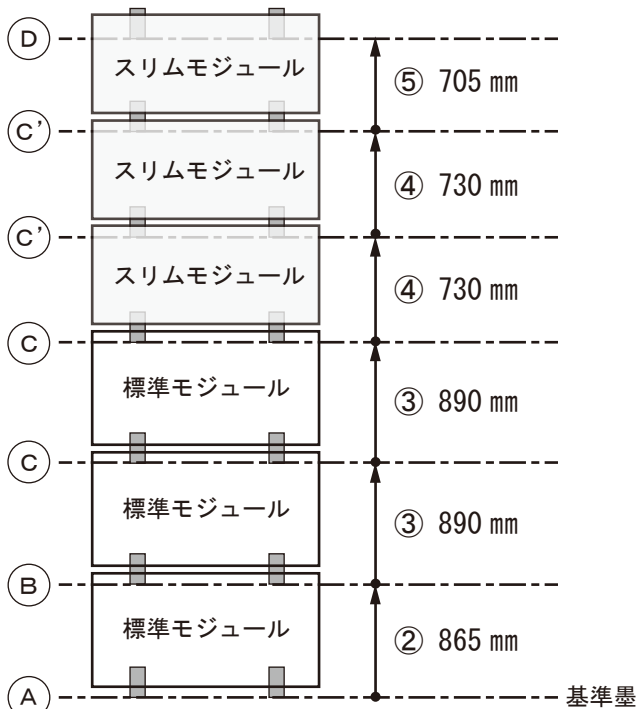 D
スリムモジュール
⑤ 705 mm
C’
スリムモジュール
④ 730 mm
C’
スリムモジュール
④ 730 mm
C
標準モジュール
③ 890 mm
C
標準モジュール
③ 890 mm
B
標準モジュール
② 865 mm
A
基準墨